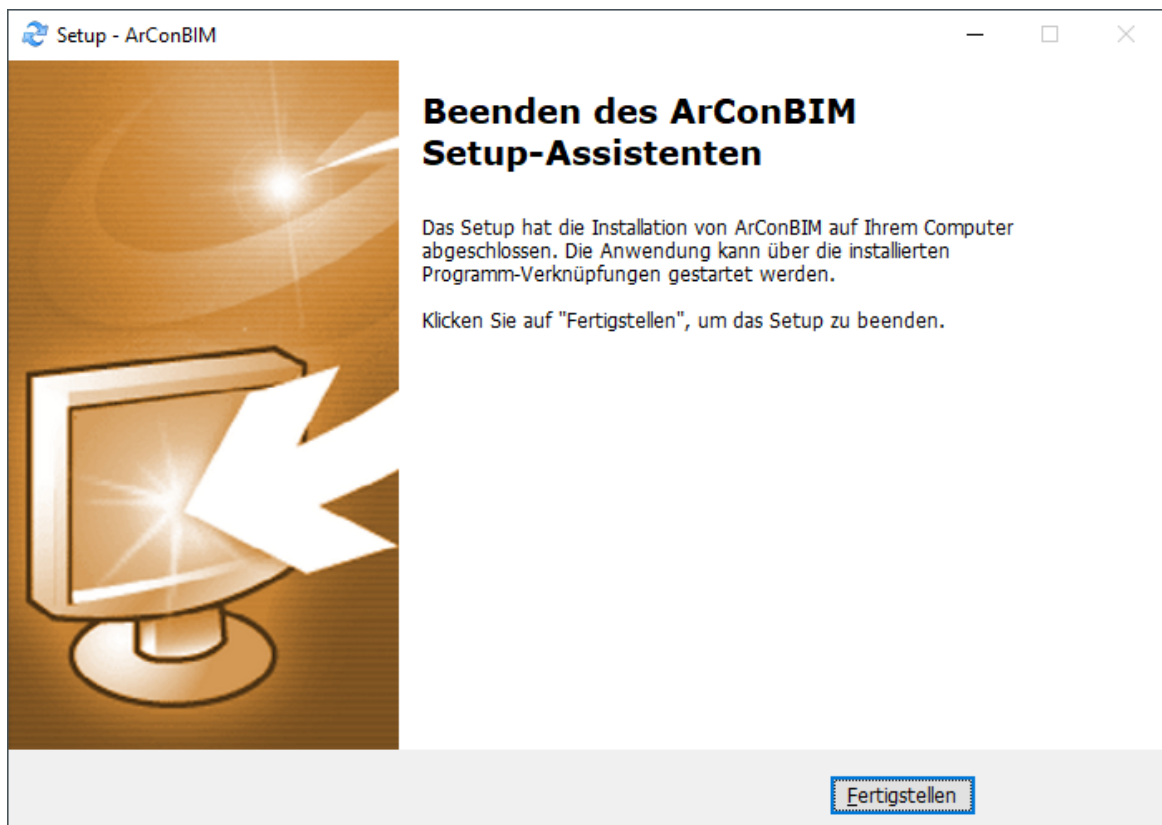 Setup - ArConBIM
Beenden des ArConBIM
Setup-Assistenten
Das Setup hat die Installation von ArConBIM auf Ihrem Computer
abgeschlossen. Die Anwendung kann über die installierten
Programm-Verknüpfungen gestartet werden.
Klicken Sie auf "Fertigstellen", um das Setup zu beenden.
Fertigstellen